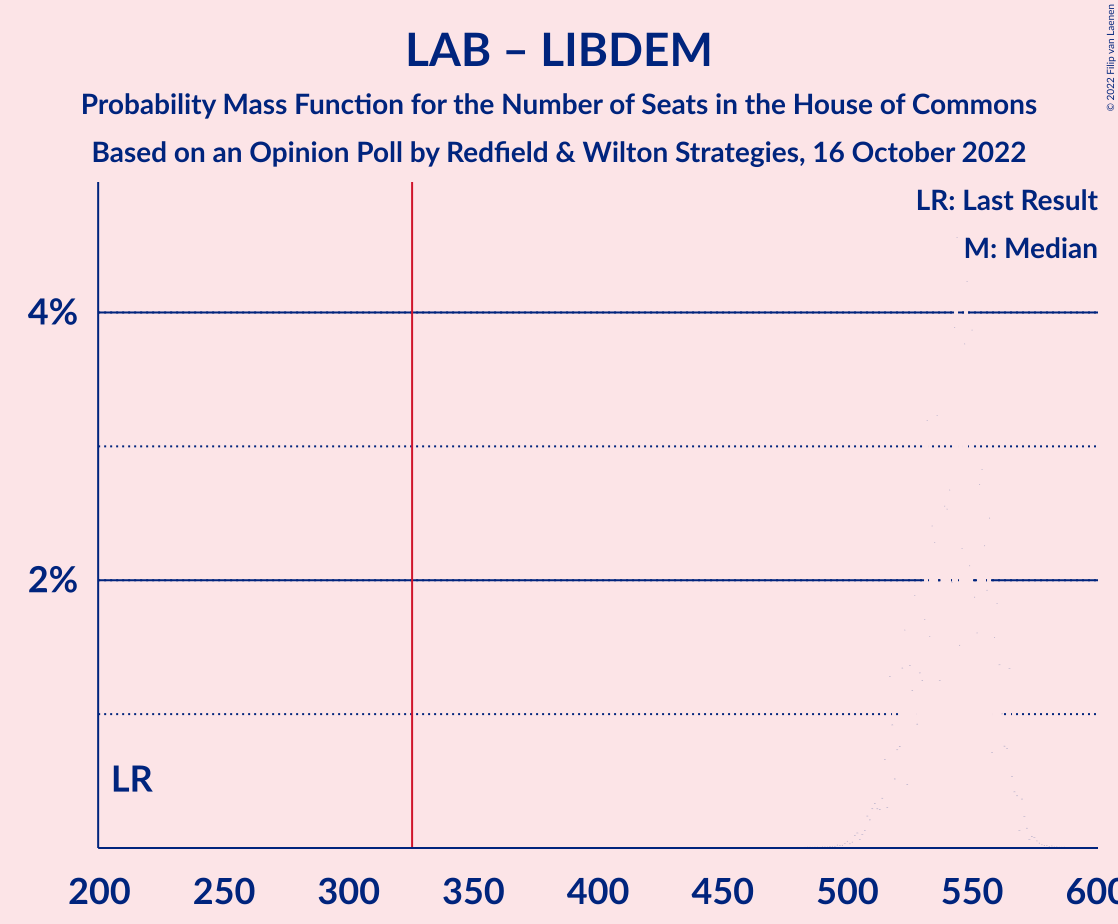 LAB – LIBDEM
Probability Mass Function for the Number of Seats in the House of Commons
Based on an Opinion Poll by Redfield & Wilton Strategies, 16 October 2022
© 2022 Filip van Laenen
LR: Last Result
M: Median
4%
2%
LR
200 250 300 350 400 450 500 550 600